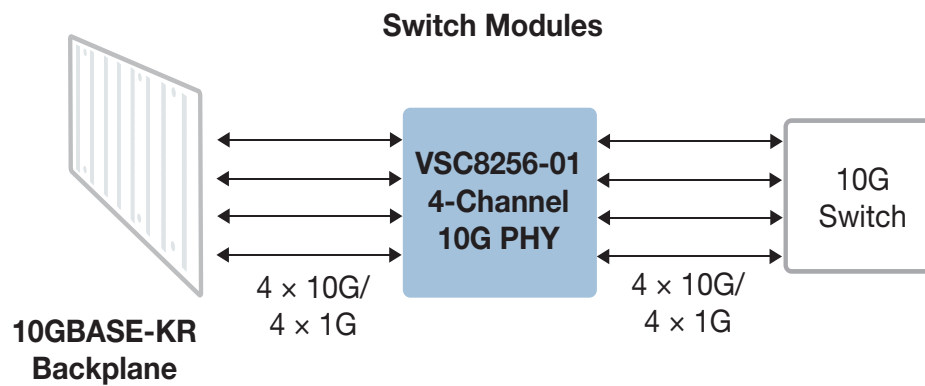 Switch Modules
VSC8256-01
4-Channel
10G PHY
10G
Switch
4 × 10G/
4 × 1G
4 × 10G/
4 × 1G
10GBASE-KR
Backplane